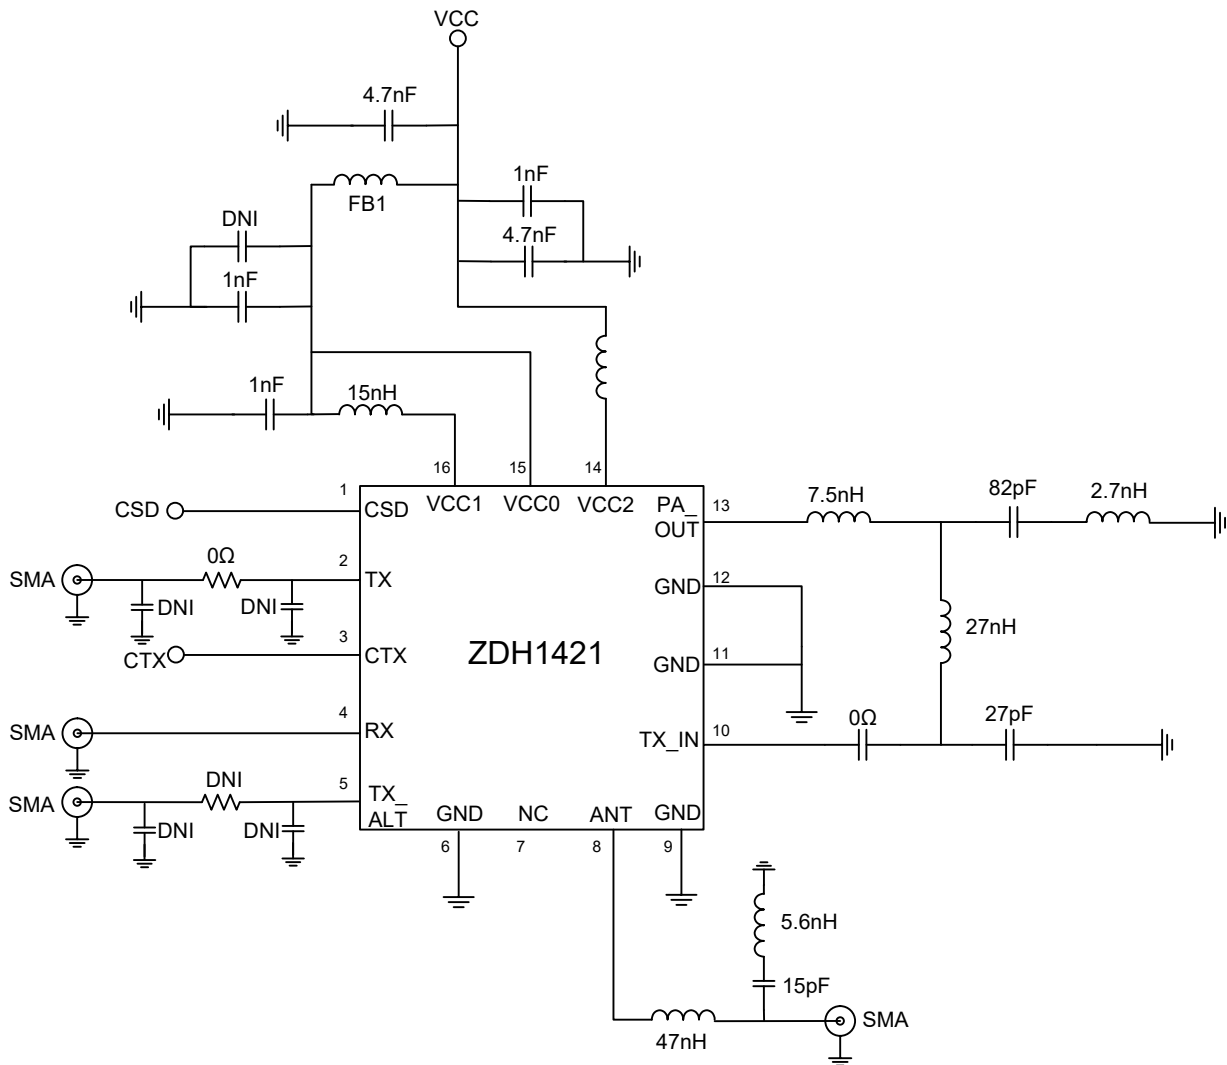 VCC
4.7nF
FB1
1nF
DNI
4.7nF
1nF
1nF
15nH
16
15
14
1
CSD
CSD
VCC1
VCC0
VCC2
PA_
OUT
13
7.5nH
82pF
2.7nH
SMA
0Ω
DNI
DNI
2
TX
GND
12
27nH
CTX
3
CTX
ZDH1421
GND
11
SMA
4
RX
TX_IN
10
0Ω
27pF
SMA
DNI
DNI
DNI
5
TX_
ALT
GND
NC
ANT
GND
6
7
8
9
5.6nH
15pF
47nH
SMA